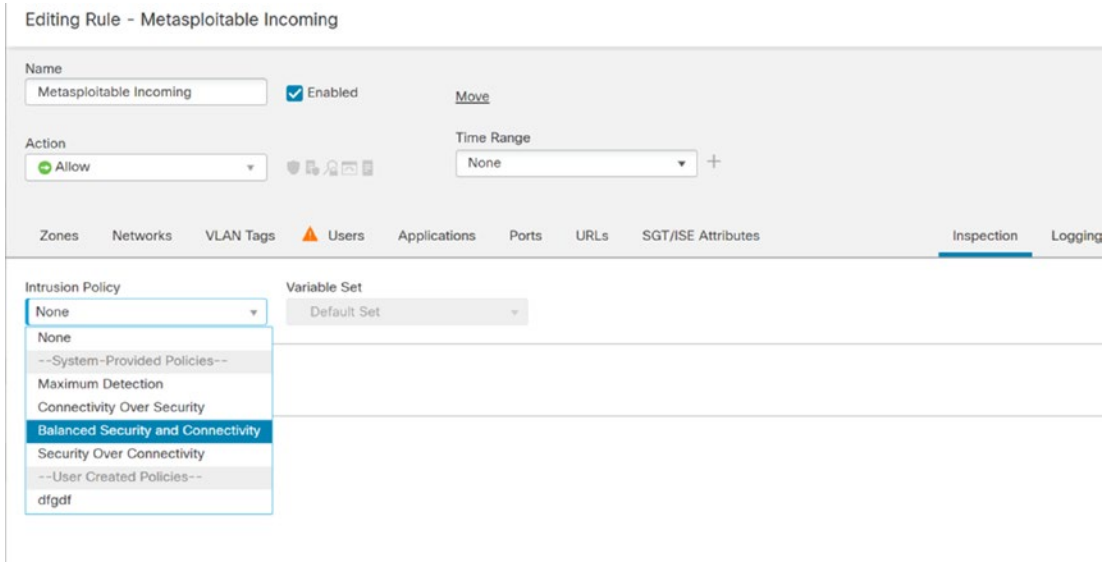 Editing Rule - Metasploitable Incoming
Name
Metasploitable Incoming
Enabled
Move
Action
Allow
Time Range
None
Zones Networks VLAN Tags Users Applications Ports URLs SGT/ISE Attributes Inspection Logging
Intrusion Policy
Variable Set
None
Default Set
None
--System-Provided Policies--
Maximum Detection
Connectivity Over Security
Balanced Security and Connectivity
Security Over Connectivity
--User Created Policies--
dfgdf